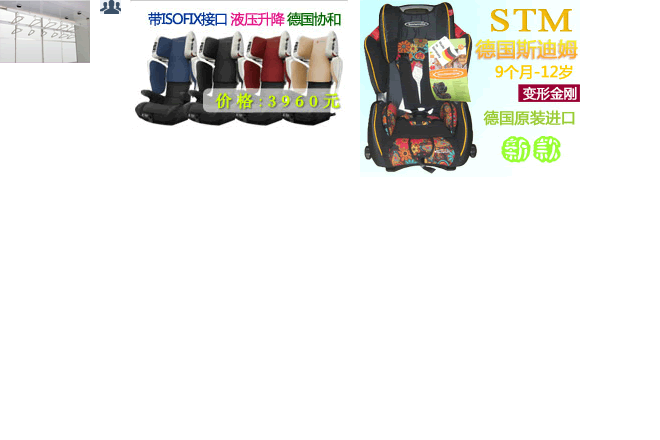 带ISOFIX接口 液压升降 德国协和
价格:3960元
STM
德国斯迪姆
9个月-12岁
变形金刚
德国原装进口
新款